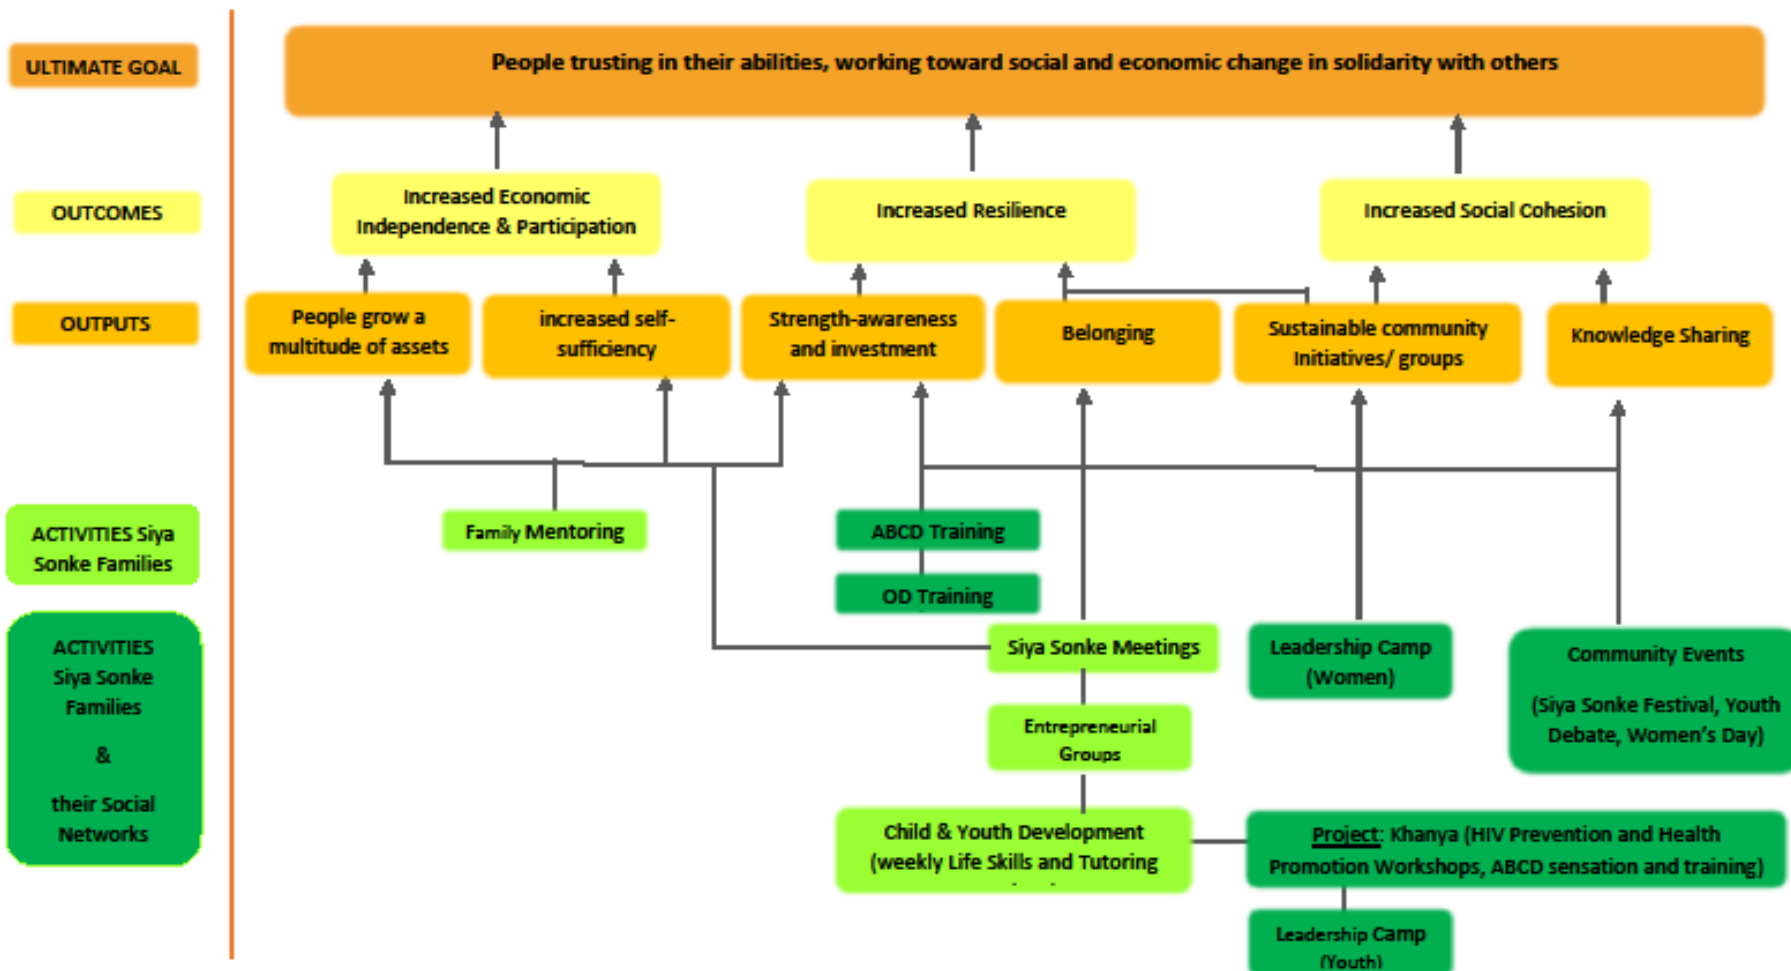 ULTIMATE GOAL
People trusting in their abilities, working toward social and economic change in solidarity with others
OUTCOMES
Increased Economic
Independence & Participation
Increased Resilience
Increased Social Cohesion
OUTPUTS
People grow a
multitude of assets
increased self-
sufficiency
Strength-awareness
and investment
Belonging
Sustainable community
Initiatives/ groups
Knowledge Sharing
ACTIVITIES Siya
Sonke Families
Family Mentoring
ABCD Training
OD Training
ACTIVITIES
Siya Sonke
Families
&
their Social
Networks
Siya Sonke Meetings
Leadership Camp
(Women)
Community Events
(Siya Sonke Festival, Youth
Debate, Women's Day)
Entrepreneurial
Groups
Child & Youth Development
(weekly Life Skills and Tutoring
Project: Khanya (HIV Prevention and Health
Promotion Workshops, ABCD sensation and training)
Leadership Camp
(Youth)